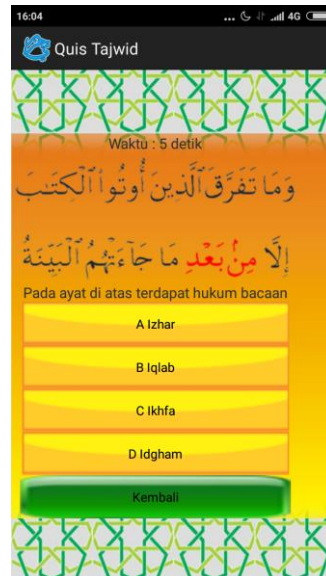 16:04 ... 4G
Quis Tajwid
Waktu : 5 detik
وَمَا تَفَرَّقَ ٱلَّذِينَ أُوتُوا۟ ٱلْكِتَـٰبَ
إِلَّا مِنۢ بَعْدِ مَا جَآءَتْهُمُ ٱلْبَيِّنَةُ
Pada ayat di atas terdapat hukum bacaan
A Izhar
B Iqlab
C Ikhfa
D Idgham
Kembali